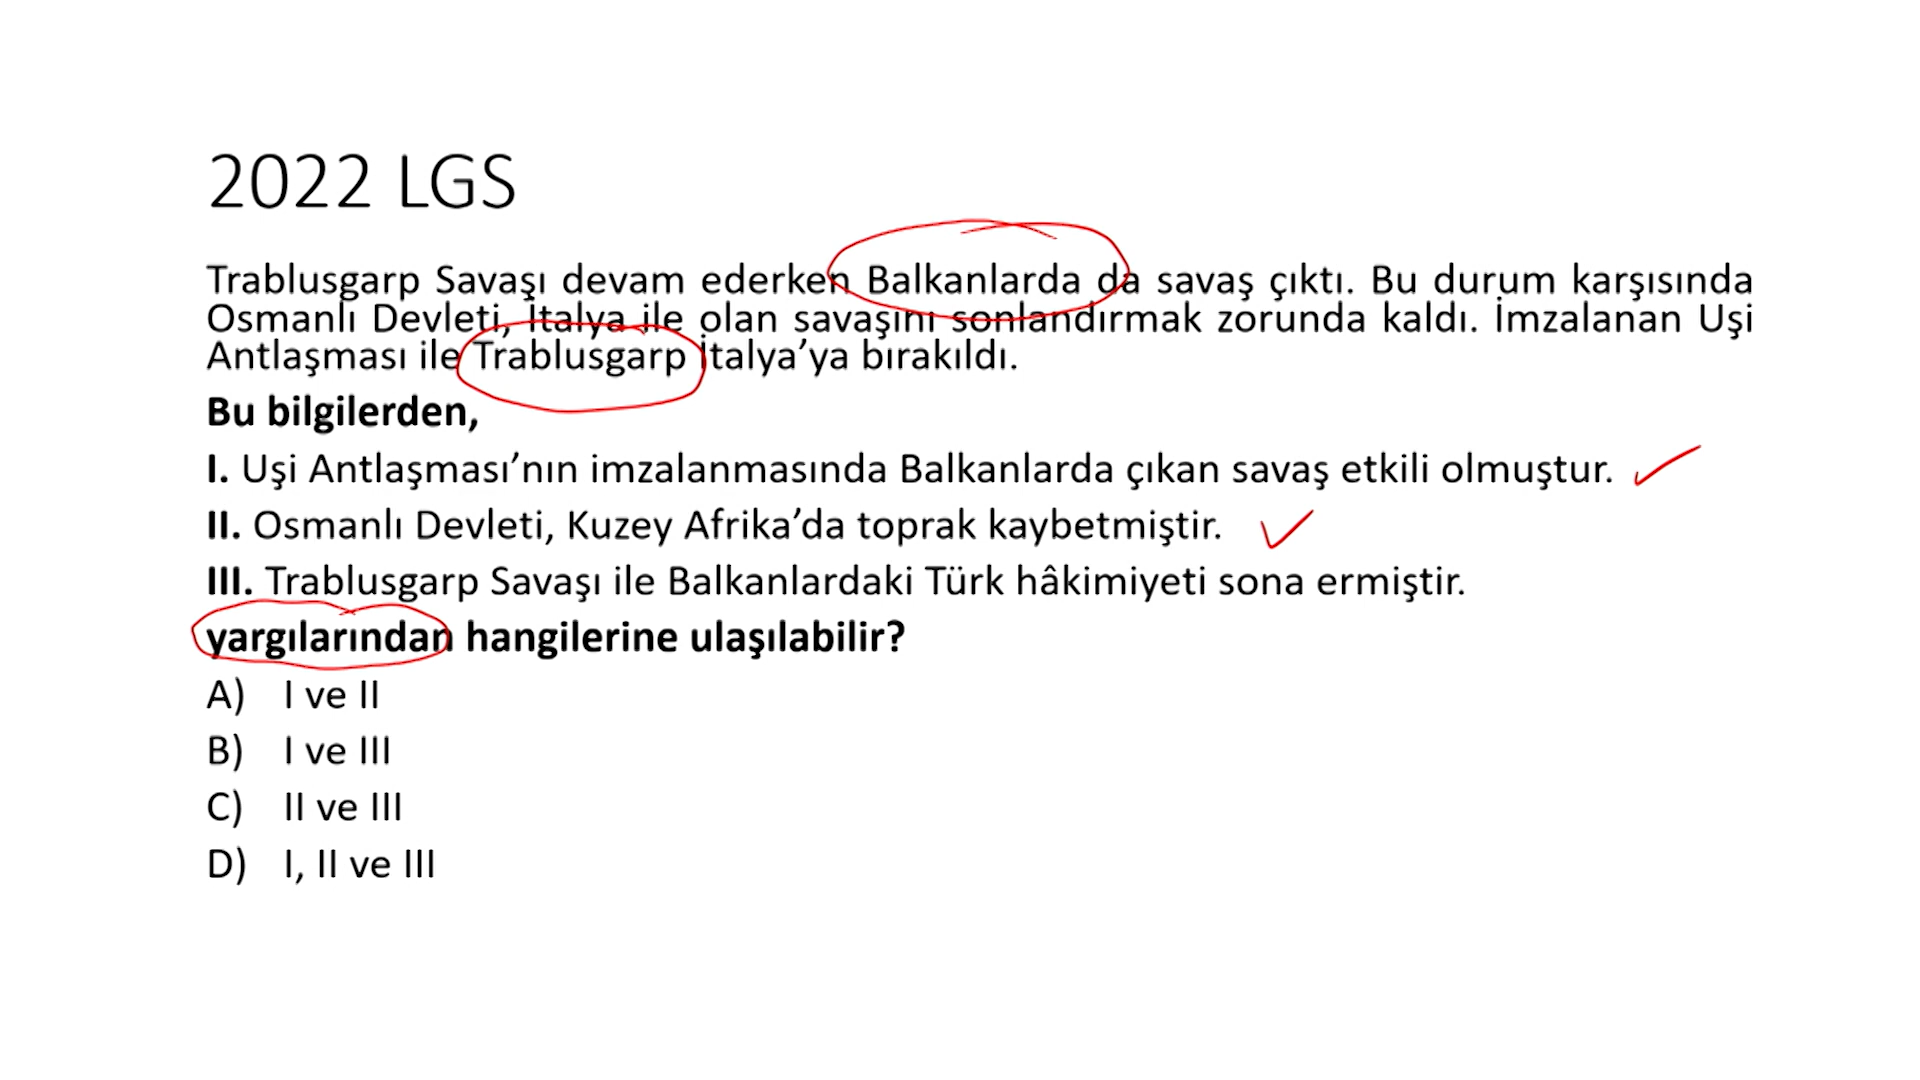 2022 LGS
Trablusgarp Savaşı devam ederken Balkanlarda da savaş çıktı. Bu durum karşısında
Osmanlı Devleti, İtalya ile olan savaşını sonlandırmak zorunda kaldı. İmzalanan Uşi
Antlaşması ile Trablusgarp İtalya’ya bırakıldı.
Bu bilgilerden,
I. Uşi Antlaşması’nın imzalanmasında Balkanlarda çıkan savaş etkili olmuştur.
II. Osmanlı Devleti, Kuzey Afrika’da toprak kaybetmiştir.
III. Trablusgarp Savaşı ile Balkanlardaki Türk hâkimiyeti sona ermiştir.
yargılarından hangilerine ulaşılabilir?
A) I ve II
B) I ve III
C) II ve III
D) I, II ve III